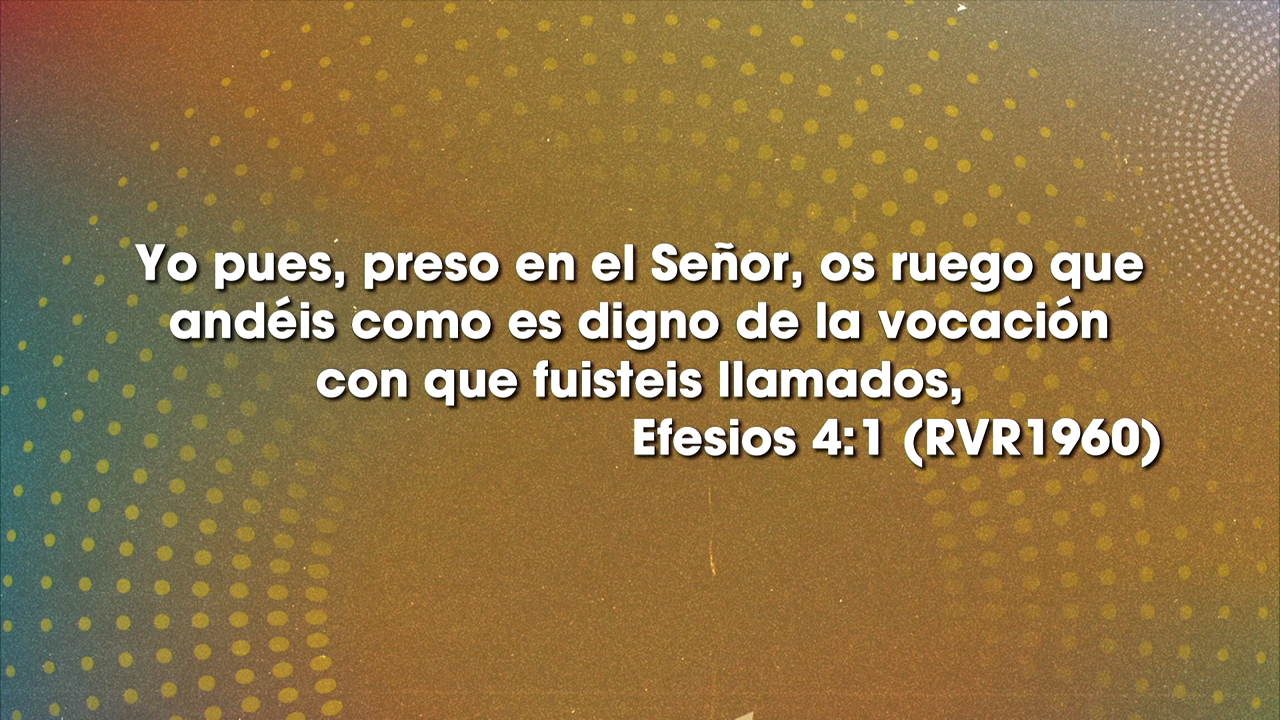 Yo pues, preso en el Señor, os ruego que
andéis como es digno de la vocación
con que fuisteis llamados,
Efesios 4:1 (RVR1960)